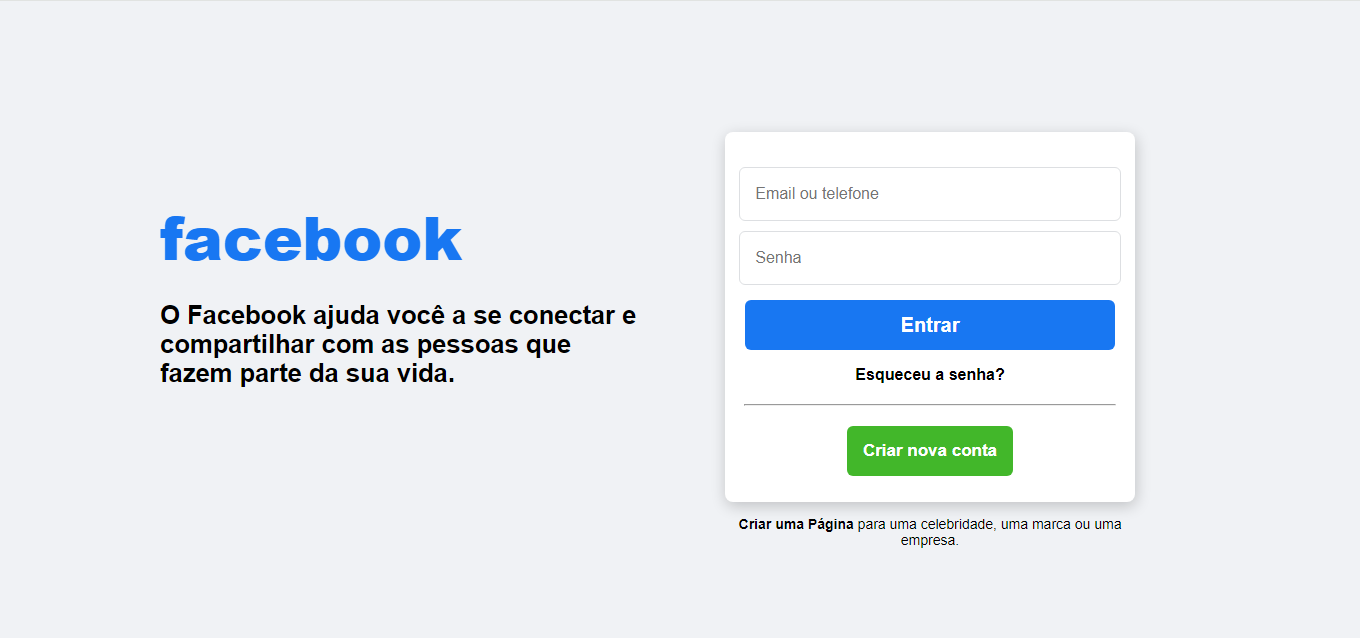 facebook
O Facebook ajuda você a se conectar e
compartilhar com as pessoas que
fazem parte da sua vida.
Email ou telefone
Senha
Entrar
Esqueceu a senha?
Criar nova conta
Criar uma Página para uma celebridade, uma marca ou uma
empresa.